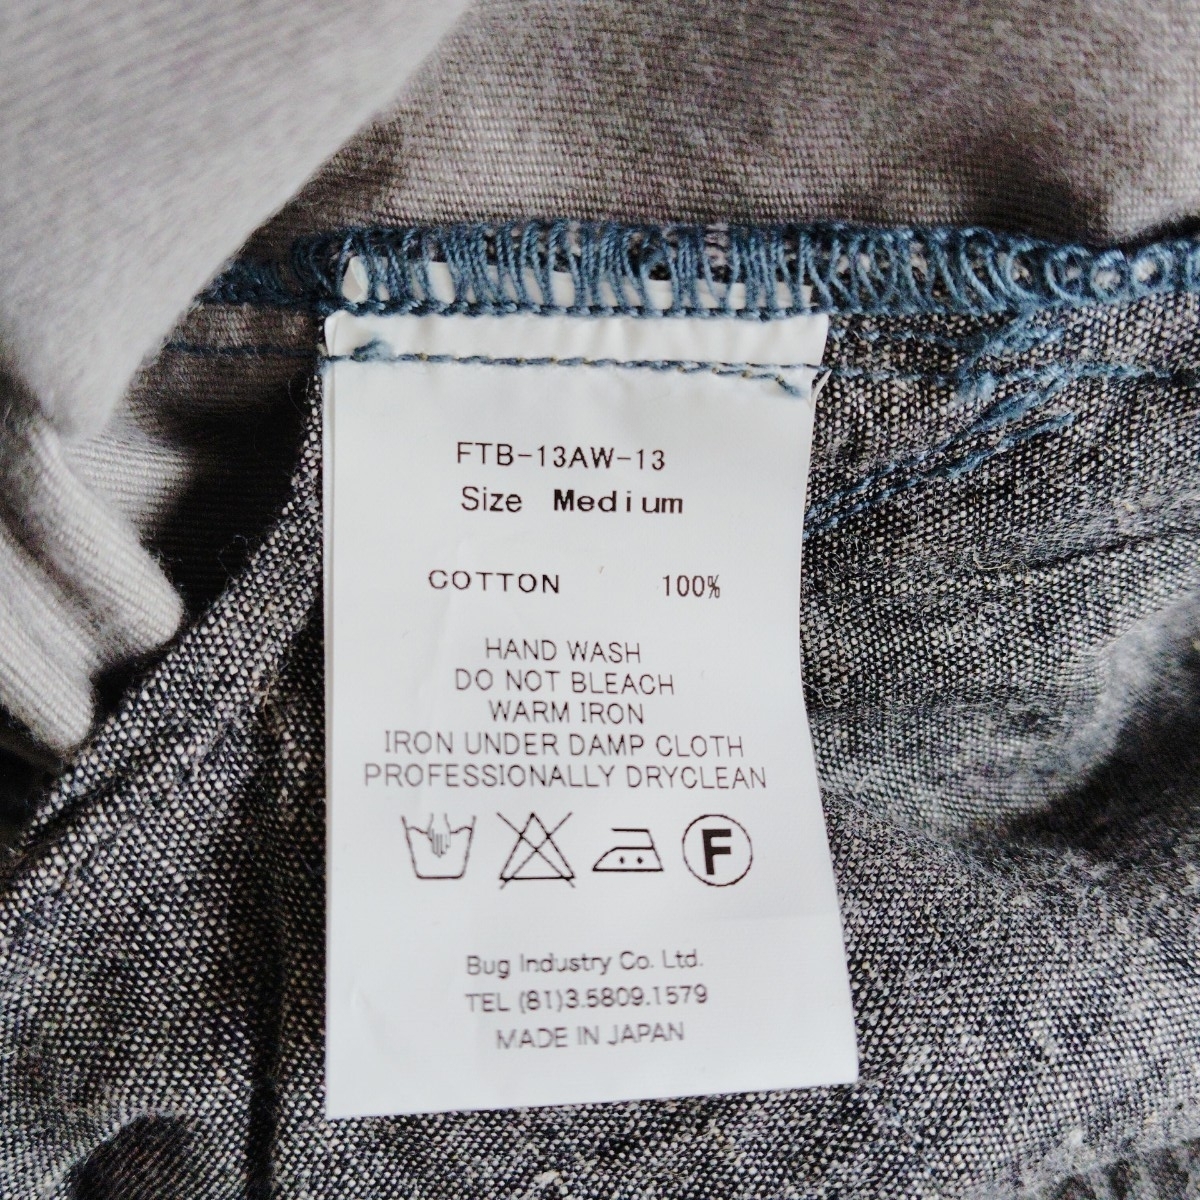 FTB-13AW-13
Size Medium
COTTON 100%
HAND WASH
DO NOT BLEACH
WARM IRON
IRON UNDER DAMP CLOTH
PROFESSIONALLY DRYCLEAN
F
Bug Industry Co. Ltd.
TEL (81)3.5809.1579
MADE IN JAPAN